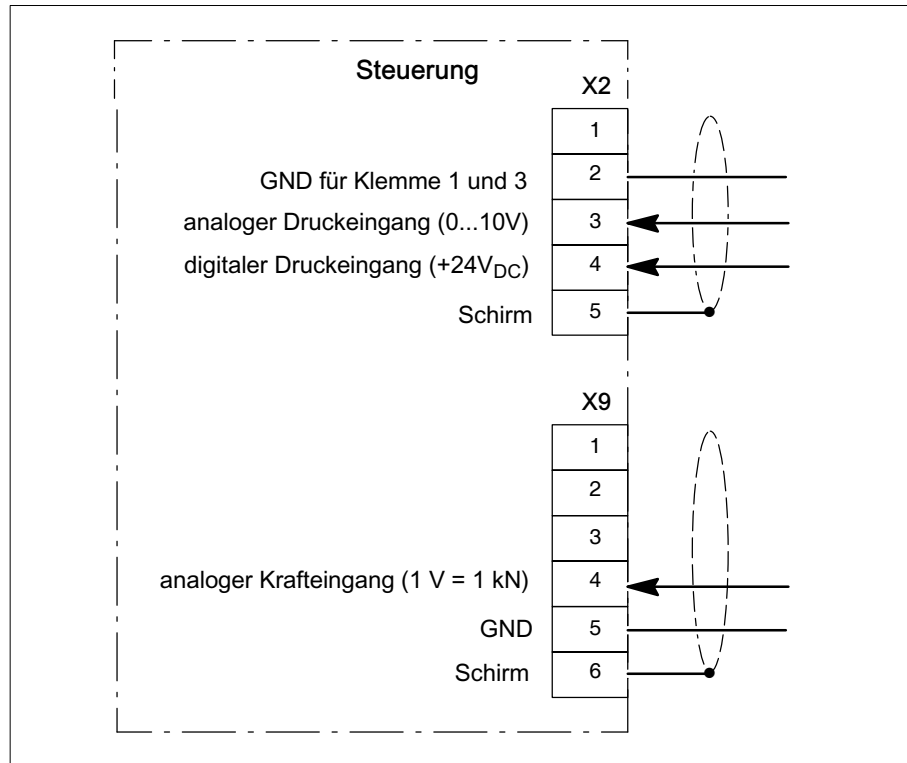 Steuerung
X2
1
GND für Klemme 1 und 3 2
analoger Druckeingang (0...10V) 3
digitaler Druckeingang (+24VDC) 4
Schirm 5
X9
1
2
3
analoger Krafteingang (1 V = 1 kN) 4
GND 5
Schirm 6